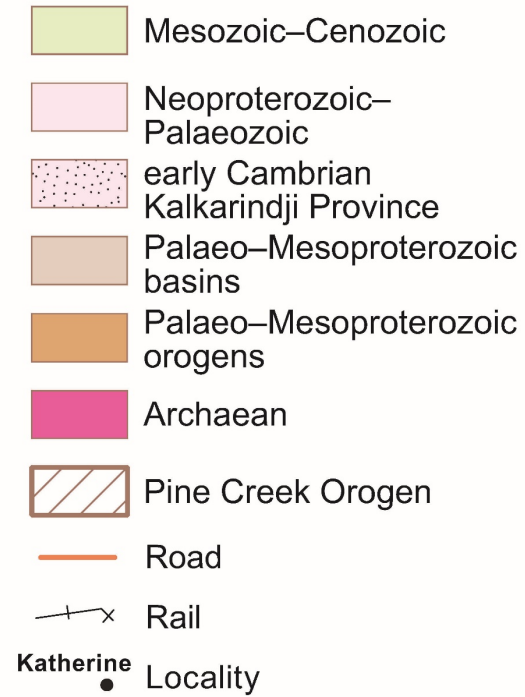 Mesozoic–Cenozoic
Neoproterozoic–
Palaeozoic
early Cambrian
Kalkarindji Province
Palaeo–Mesoproterozoic
basins
Palaeo–Mesoproterozoic
orogens
Archaean
Pine Creek Orogen
Road
Rail
Katherine
Locality